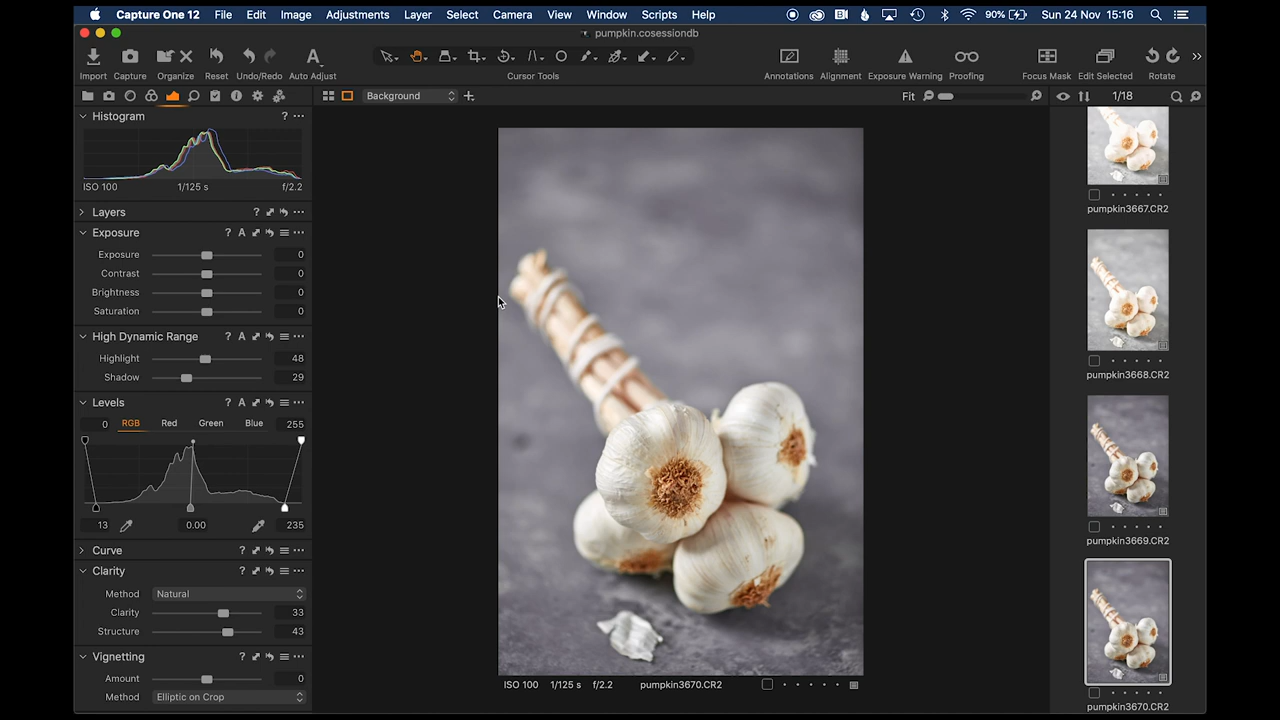 Capture One 12 File Edit Image Adjustments Layer Select Camera View Window Scripts Help 90% Sun 24 Nov 15:16
pumpkin.cosessiondb
Import Capture Organize Reset Undo/Redo Auto Adjust Cursor Tools Annotations Alignment Exposure Warning Proofing Focus Mask Edit Selected Rotate
Background Fit 1/18
Histogram
ISO 100 1/125 s f/2.2
Layers
Exposure
Exposure 0
Contrast 0
Brightness 0
Saturation 0
High Dynamic Range
Highlight 48
Shadow 29
Levels
0 RGB Red Green Blue 255
13 0.00 235
Curve
Clarity
Method Natural
Clarity 33
Structure 43
Vignetting
Amount 0
Method Elliptic on Crop
ISO 100 1/125 s f/2.2 pumpkin3670.CR2
pumpkin3667.CR2
pumpkin3668.CR2
pumpkin3669.CR2
pumpkin3670.CR2